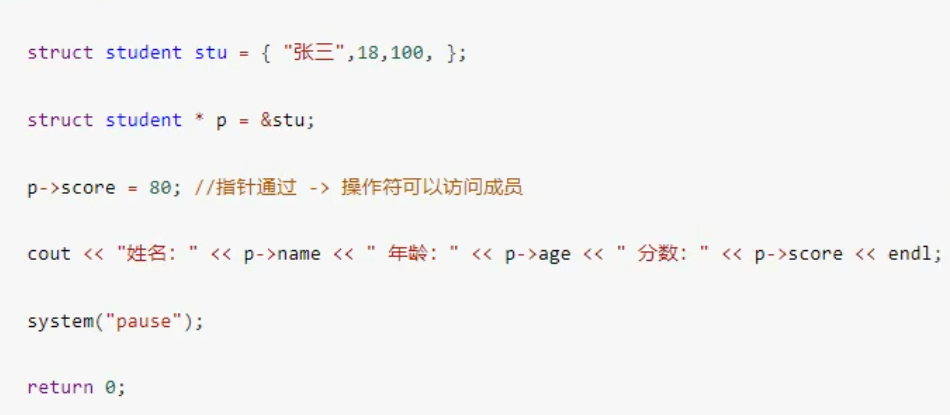 struct student stu = { "张三",18,100, };
struct student * p = &stu;
p->score = 80; //指针通过 -> 操作符可以访问成员
cout << "姓名：" << p->name << " 年龄：" << p->age << " 分数：" << p->score << endl;
system("pause");
return 0;